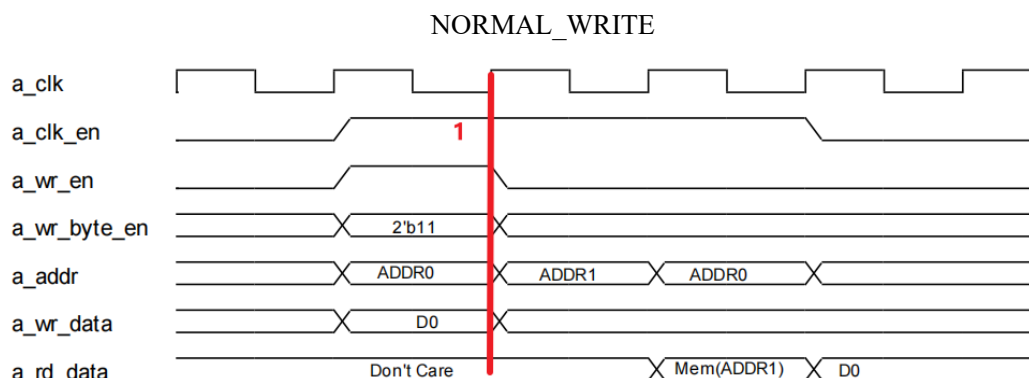 NORMAL_WRITE
a_clk
a_clk_en 1
a_wr_en
a_wr_byte_en 2'b11
a_addr ADDR0 ADDR1 ADDR0
a_wr_data D0
a_rd_data Don't Care Mem(ADDR1) D0